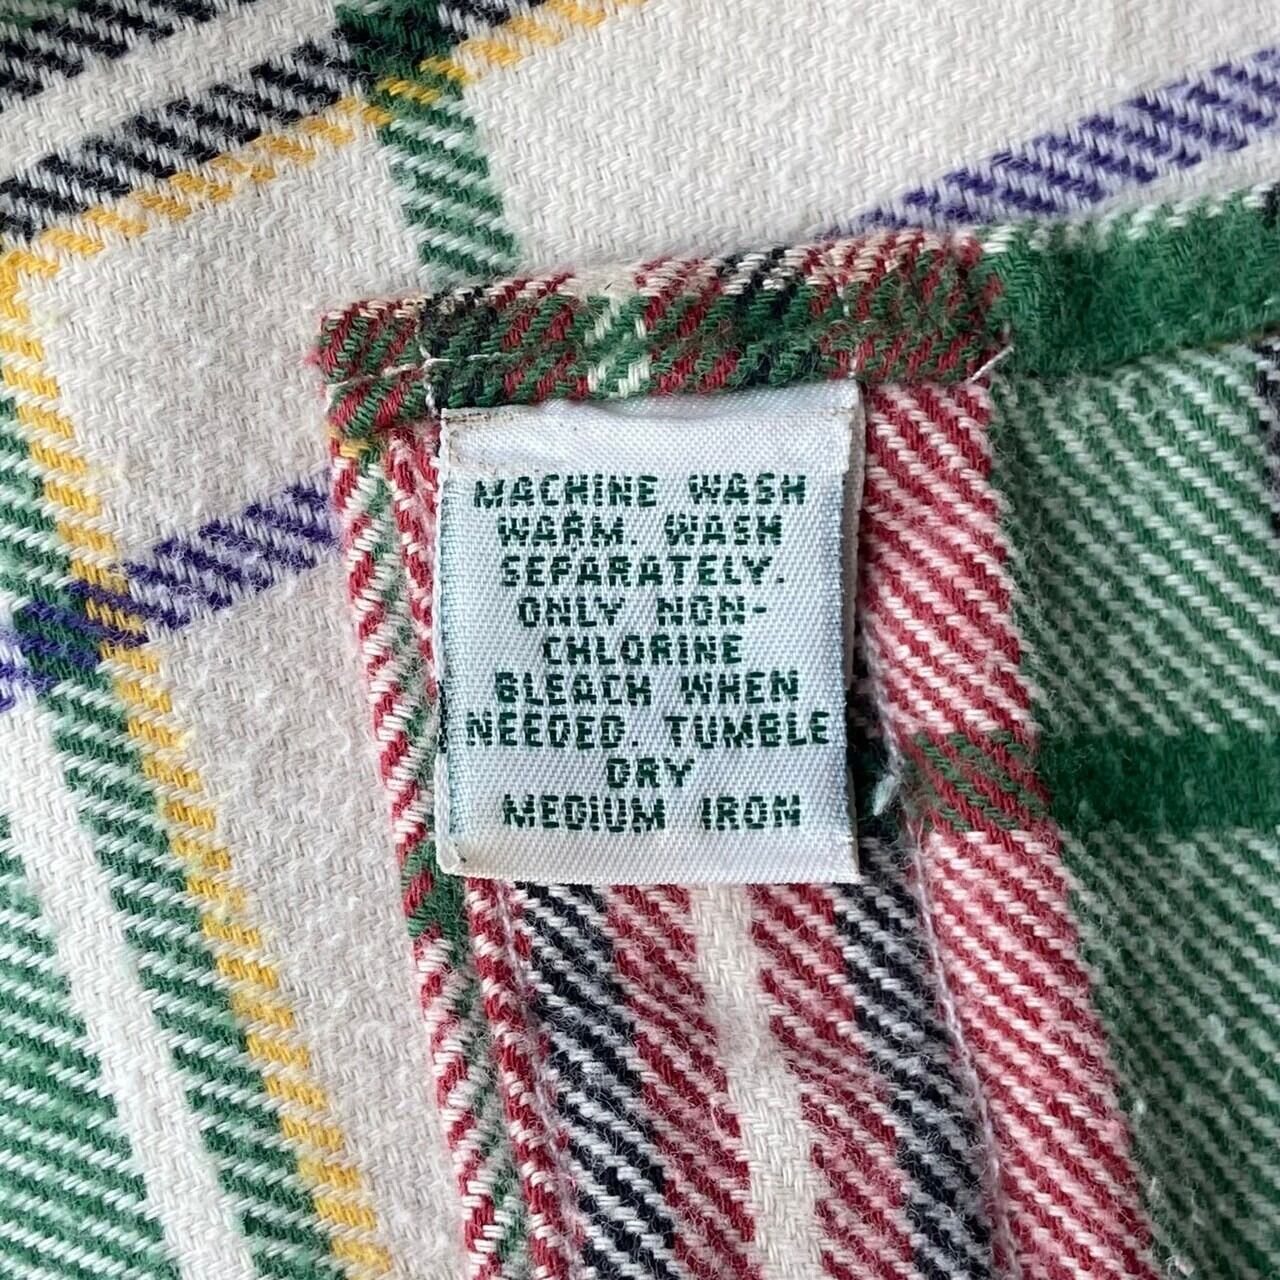 MACHINE WASH
WARM. WASH
SEPARATELY.
ONLY NON-
CHLORINE
BLEACH WHEN
NEEDED. TUMBLE
DRY
MEDIUM IRON